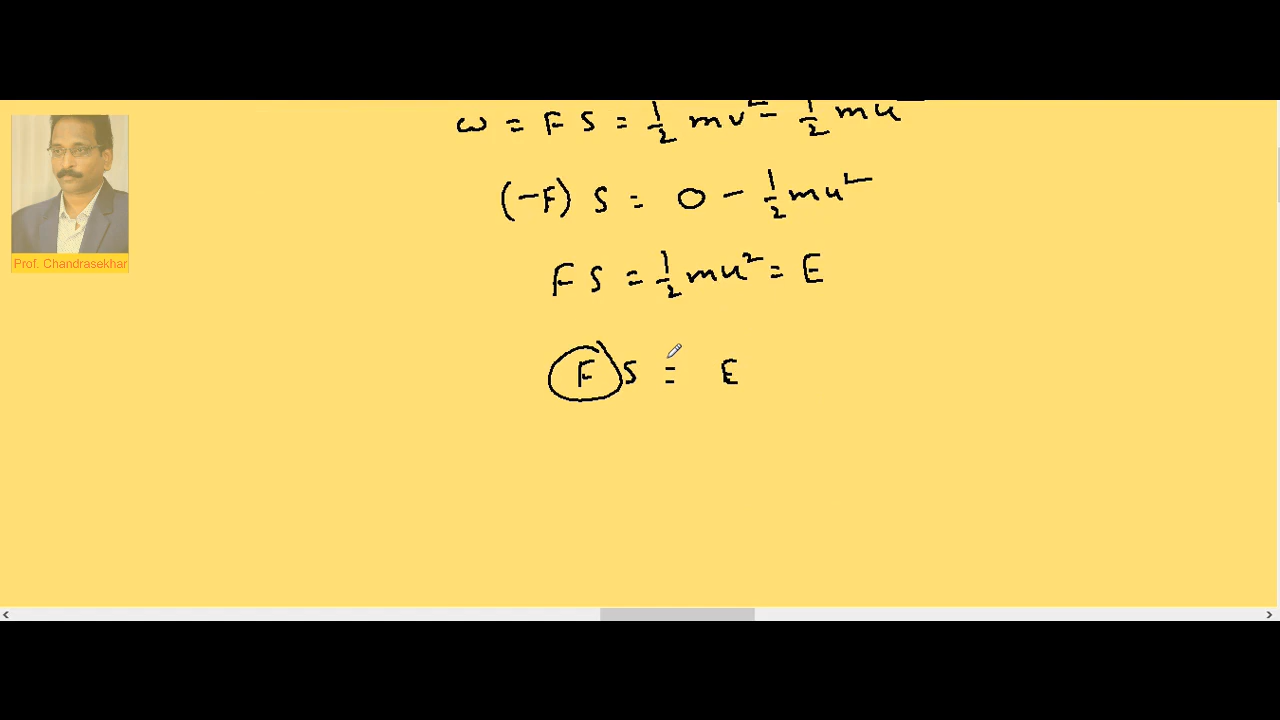 ω = F S = 1/2 mv² - 1/2 mu²
Prof. Chandrasekhar
(-F) S = 0 - 1/2 mu²
F S = 1/2 mu² = E
F S = E